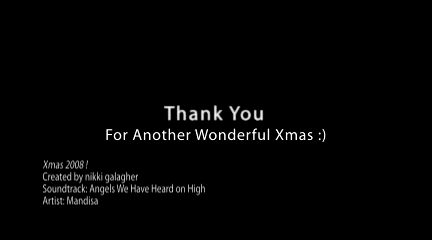 Thank You
For Another Wonderful Xmas :)
Xmas 2008 !
Created by nikki galagher
Soundtrack: Angels We Have Heard on High
Artist: Mandisa